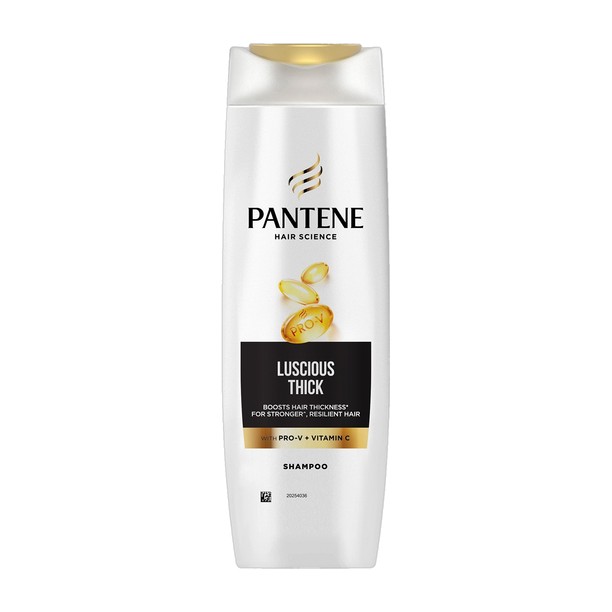 PANTENE
HAIR SCIENCE
PRO-V
LUSCIOUS
THICK
BOOSTS HAIR THICKNESS*
FOR STRONGER^, RESILIENT HAIR
WITH PRO-V + VITAMIN C
SHAMPOO
20254036